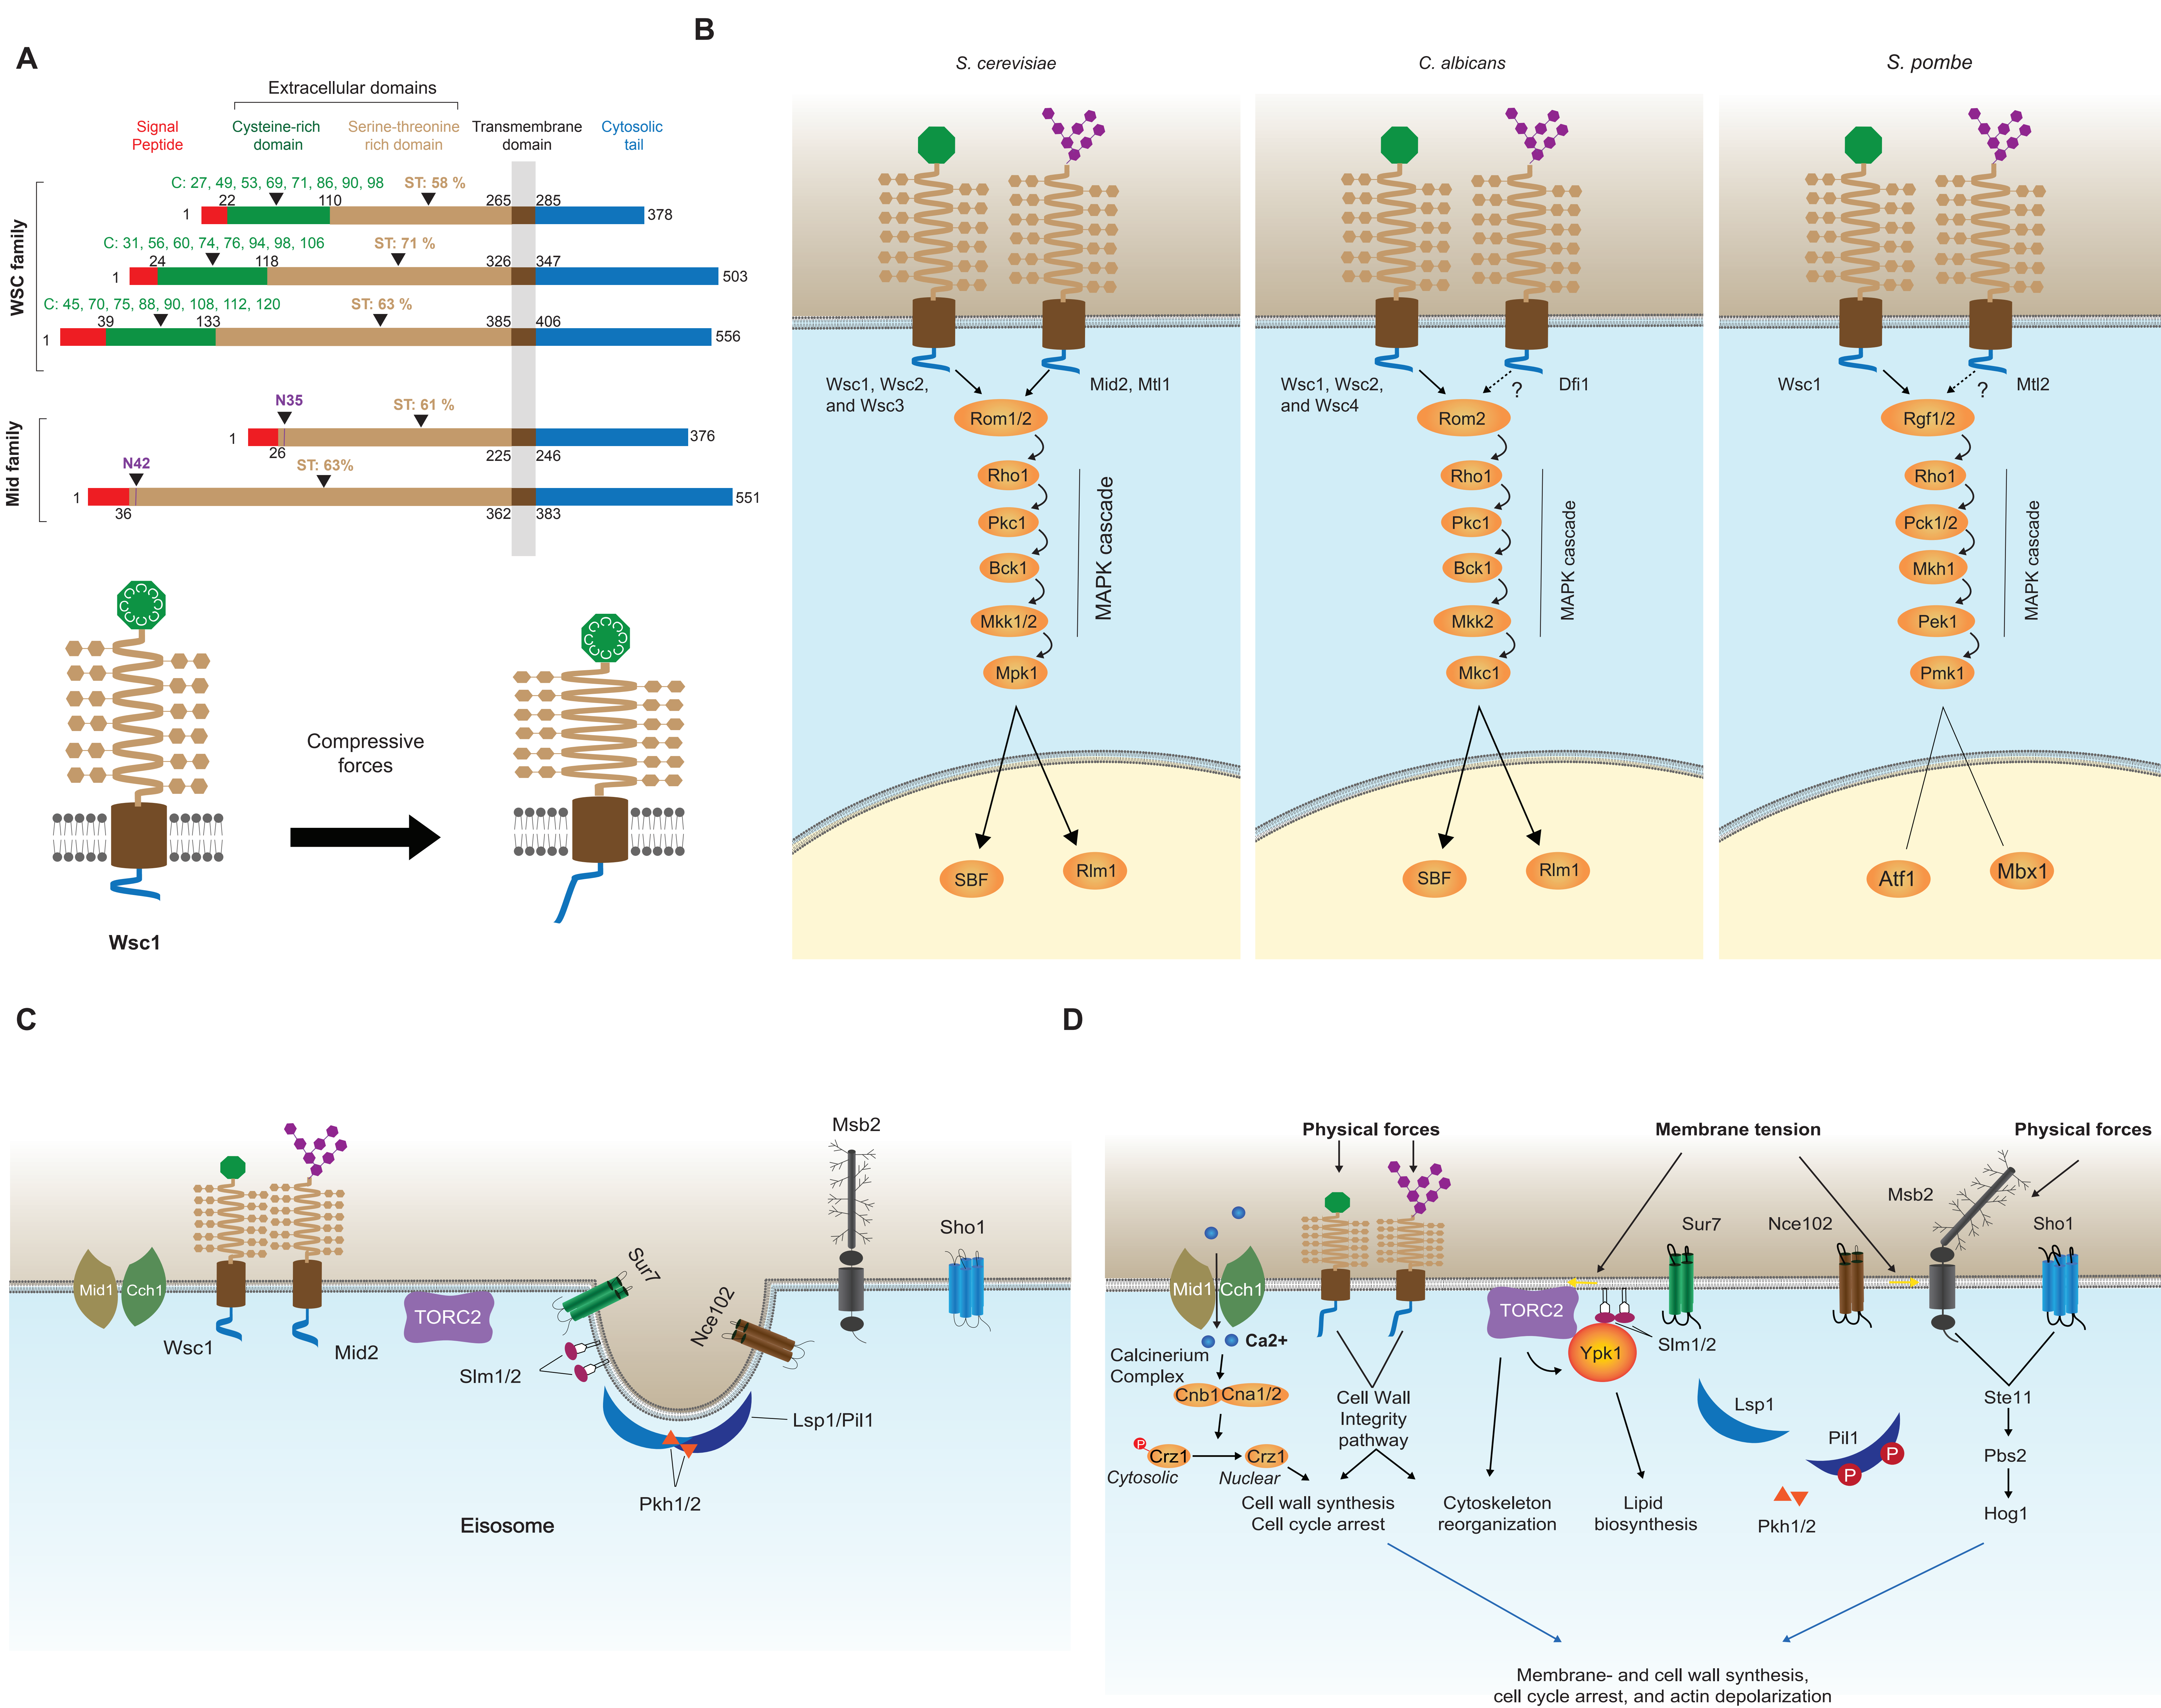 A
Extracellular domains
Signal
Peptide
Cysteine-rich
domain
Serine-threonine
rich domain
Transmembrane
domain
Cytosolic
tail
WSC family
C: 27, 49, 53, 69, 71, 86, 90, 98
ST: 58 %
1
22
110
265
285
378
C: 31, 56, 60, 74, 76, 94, 98, 106
ST: 71 %
1
24
118
326
347
503
C: 45, 70, 75, 88, 90, 108, 112, 120
ST: 63 %
1
39
133
385
406
556
Mid family
N35
ST: 61 %
1
26
225
246
376
N42
ST: 63%
1
36
362
383
551
C C C C C C C C
Compressive
forces
C C C C C C C C
Wsc1
B
S. cerevisiae
Wsc1, Wsc2,
and Wsc3
Mid2, Mtl1
Rom1/2
Rho1
Pkc1
Bck1
Mkk1/2
Mpk1
MAPK cascade
SBF
Rlm1
C. albicans
Wsc1, Wsc2,
and Wsc4
?
Dfi1
Rom2
Rho1
Pkc1
Bck1
Mkk2
Mkc1
MAPK cascade
SBF
Rlm1
S. pombe
Wsc1
?
Mtl2
Rgf1/2
Rho1
Pck1/2
Mkh1
Pek1
Pmk1
MAPK cascade
Atf1
Mbx1
C
Mid1
Cch1
Wsc1
Mid2
TORC2
Sur7
Slm1/2
Nce102
Lsp1/Pil1
Pkh1/2
Eisosome
Msb2
Sho1
D
Physical forces
Membrane tension
Physical forces
Msb2
Sur7
Nce102
Sho1
Mid1
Cch1
Ca2+
Calcinerium
Complex
Cnb1
Cna1/2
P
Crz1
Crz1
Cytosolic
Nuclear
Cell Wall
Integrity
pathway
TORC2
Ypk1
Slm1/2
Lsp1
Pil1
P
P
Pkh1/2
Ste11
Pbs2
Hog1
Cell wall synthesis
Cell cycle arrest
Cytoskeleton
reorganization
Lipid
biosynthesis
Membrane- and cell wall synthesis,
cell cycle arrest, and actin depolarization